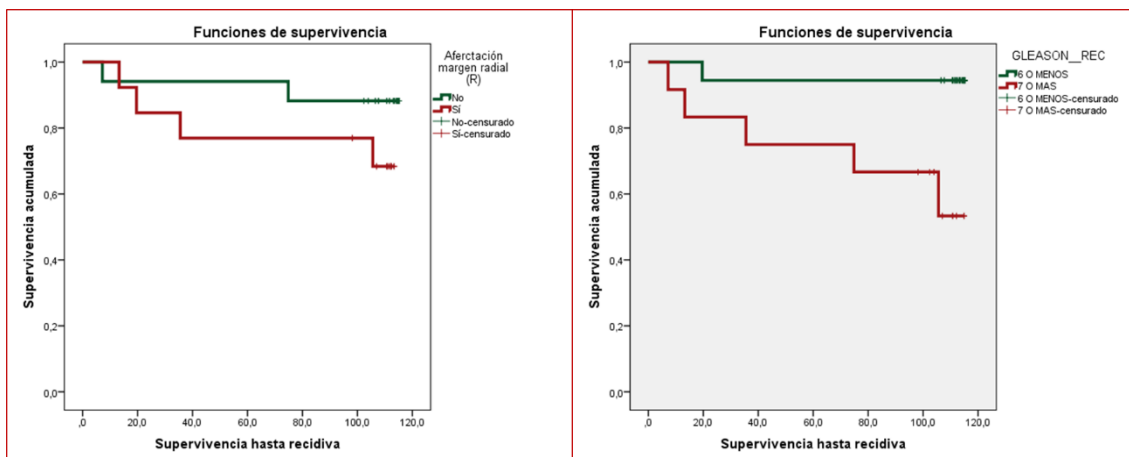 Funciones de supervivencia
Supervivencia acumulada
1,0
0,8
0,6
0,4
0,2
0,0
,0 20,0 40,0 60,0 80,0 100,0 120,0
Supervivencia hasta recidiva
Aferctación
margen radial
(R)
No
Sí
No-censurado
Sí-censurado
Funciones de supervivencia
Supervivencia acumulada
1,0
0,8
0,6
0,4
0,2
0,0
,0 20,0 40,0 60,0 80,0 100,0 120,0
Supervivencia hasta recidiva
GLEASON__REC
6 O MENOS
7 O MAS
6 O MENOS-censurado
7 O MAS-censurado